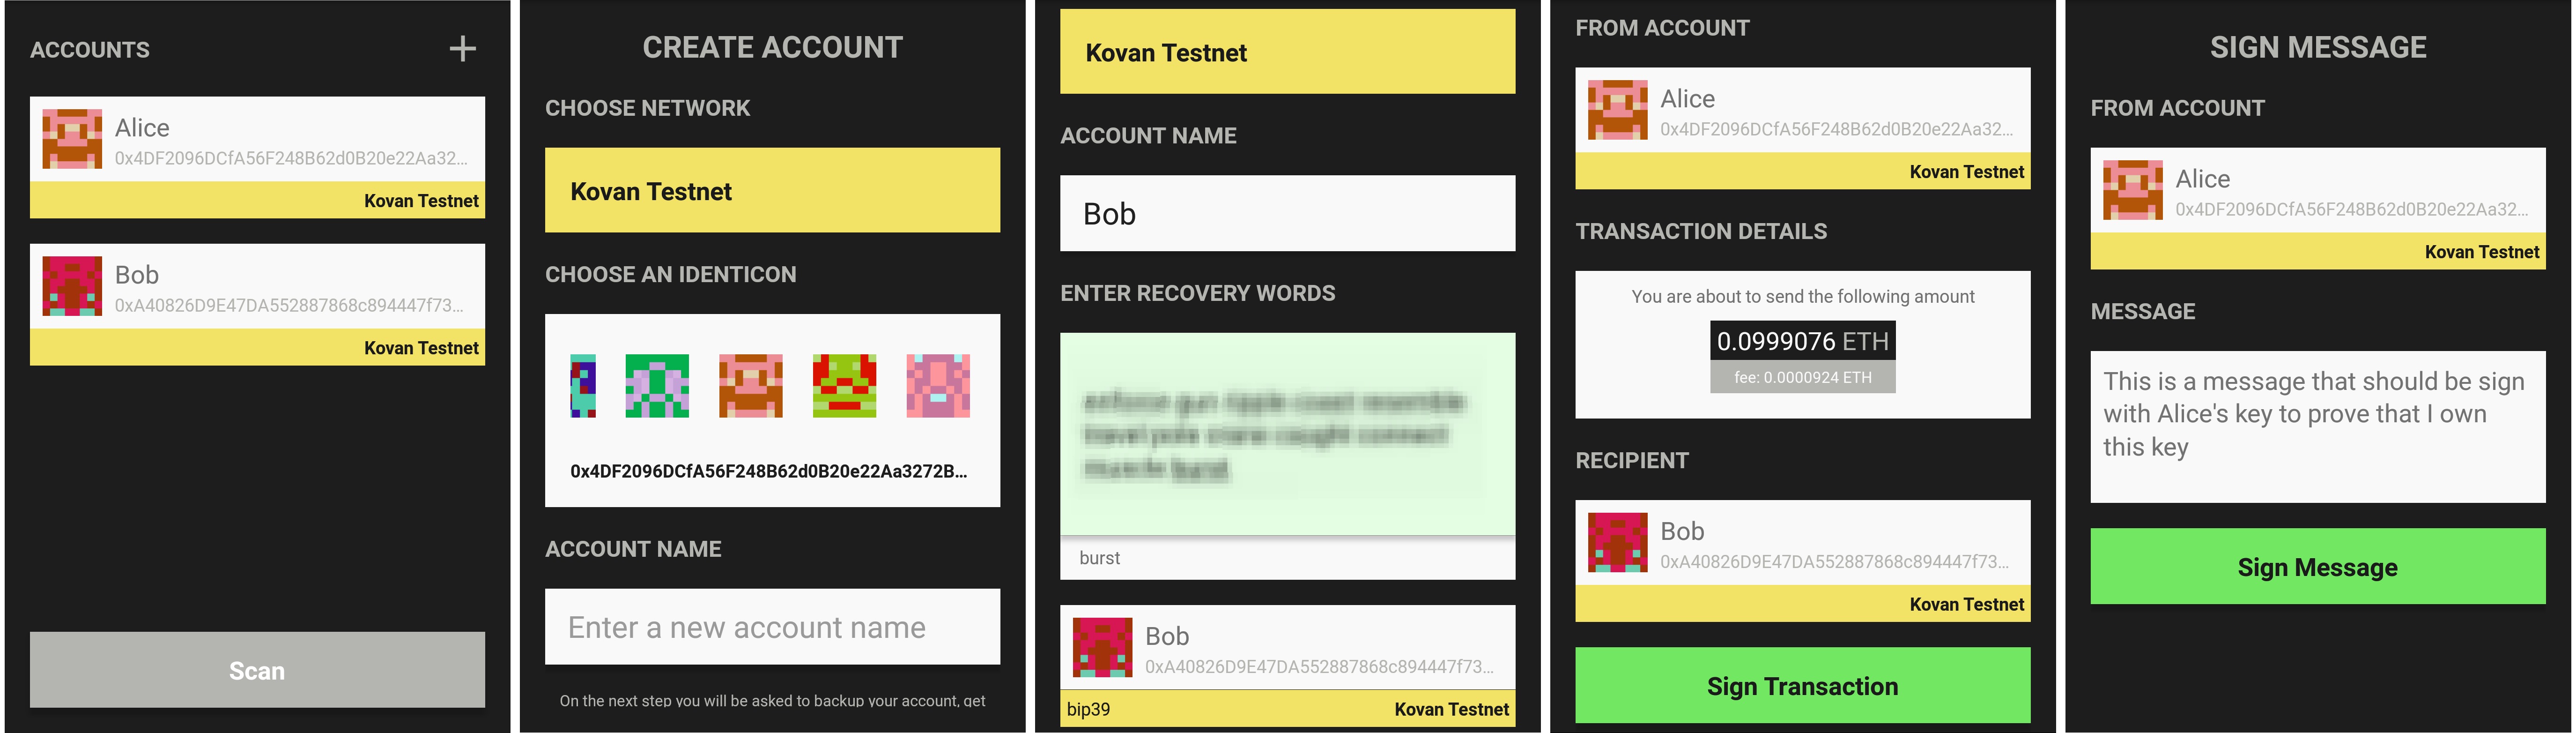 ACCOUNTS
Alice
0x4DF2096DCfA56F248B62d0B20e22Aa32...
Kovan Testnet
Bob
0xA40826D9E47DA552887868c894447f73...
Kovan Testnet
Scan
CREATE ACCOUNT
CHOOSE NETWORK
Kovan Testnet
CHOOSE AN IDENTICON
0x4DF2096DCfA56F248B62d0B20e22Aa3272B...
ACCOUNT NAME
Enter a new account name
On the next step you will be asked to backup your account, get
Kovan Testnet
ACCOUNT NAME
Bob
ENTER RECOVERY WORDS
burst
Bob
0xA40826D9E47DA552887868c894447f73...
bip39 Kovan Testnet
FROM ACCOUNT
Alice
0x4DF2096DCfA56F248B62d0B20e22Aa32...
Kovan Testnet
TRANSACTION DETAILS
You are about to send the following amount
0.0999076 ETH
fee: 0.0000924 ETH
RECIPIENT
Bob
0xA40826D9E47DA552887868c894447f73...
Kovan Testnet
Sign Transaction
SIGN MESSAGE
FROM ACCOUNT
Alice
0x4DF2096DCfA56F248B62d0B20e22Aa32...
Kovan Testnet
MESSAGE
This is a message that should be sign
with Alice's key to prove that I own
this key
Sign Message